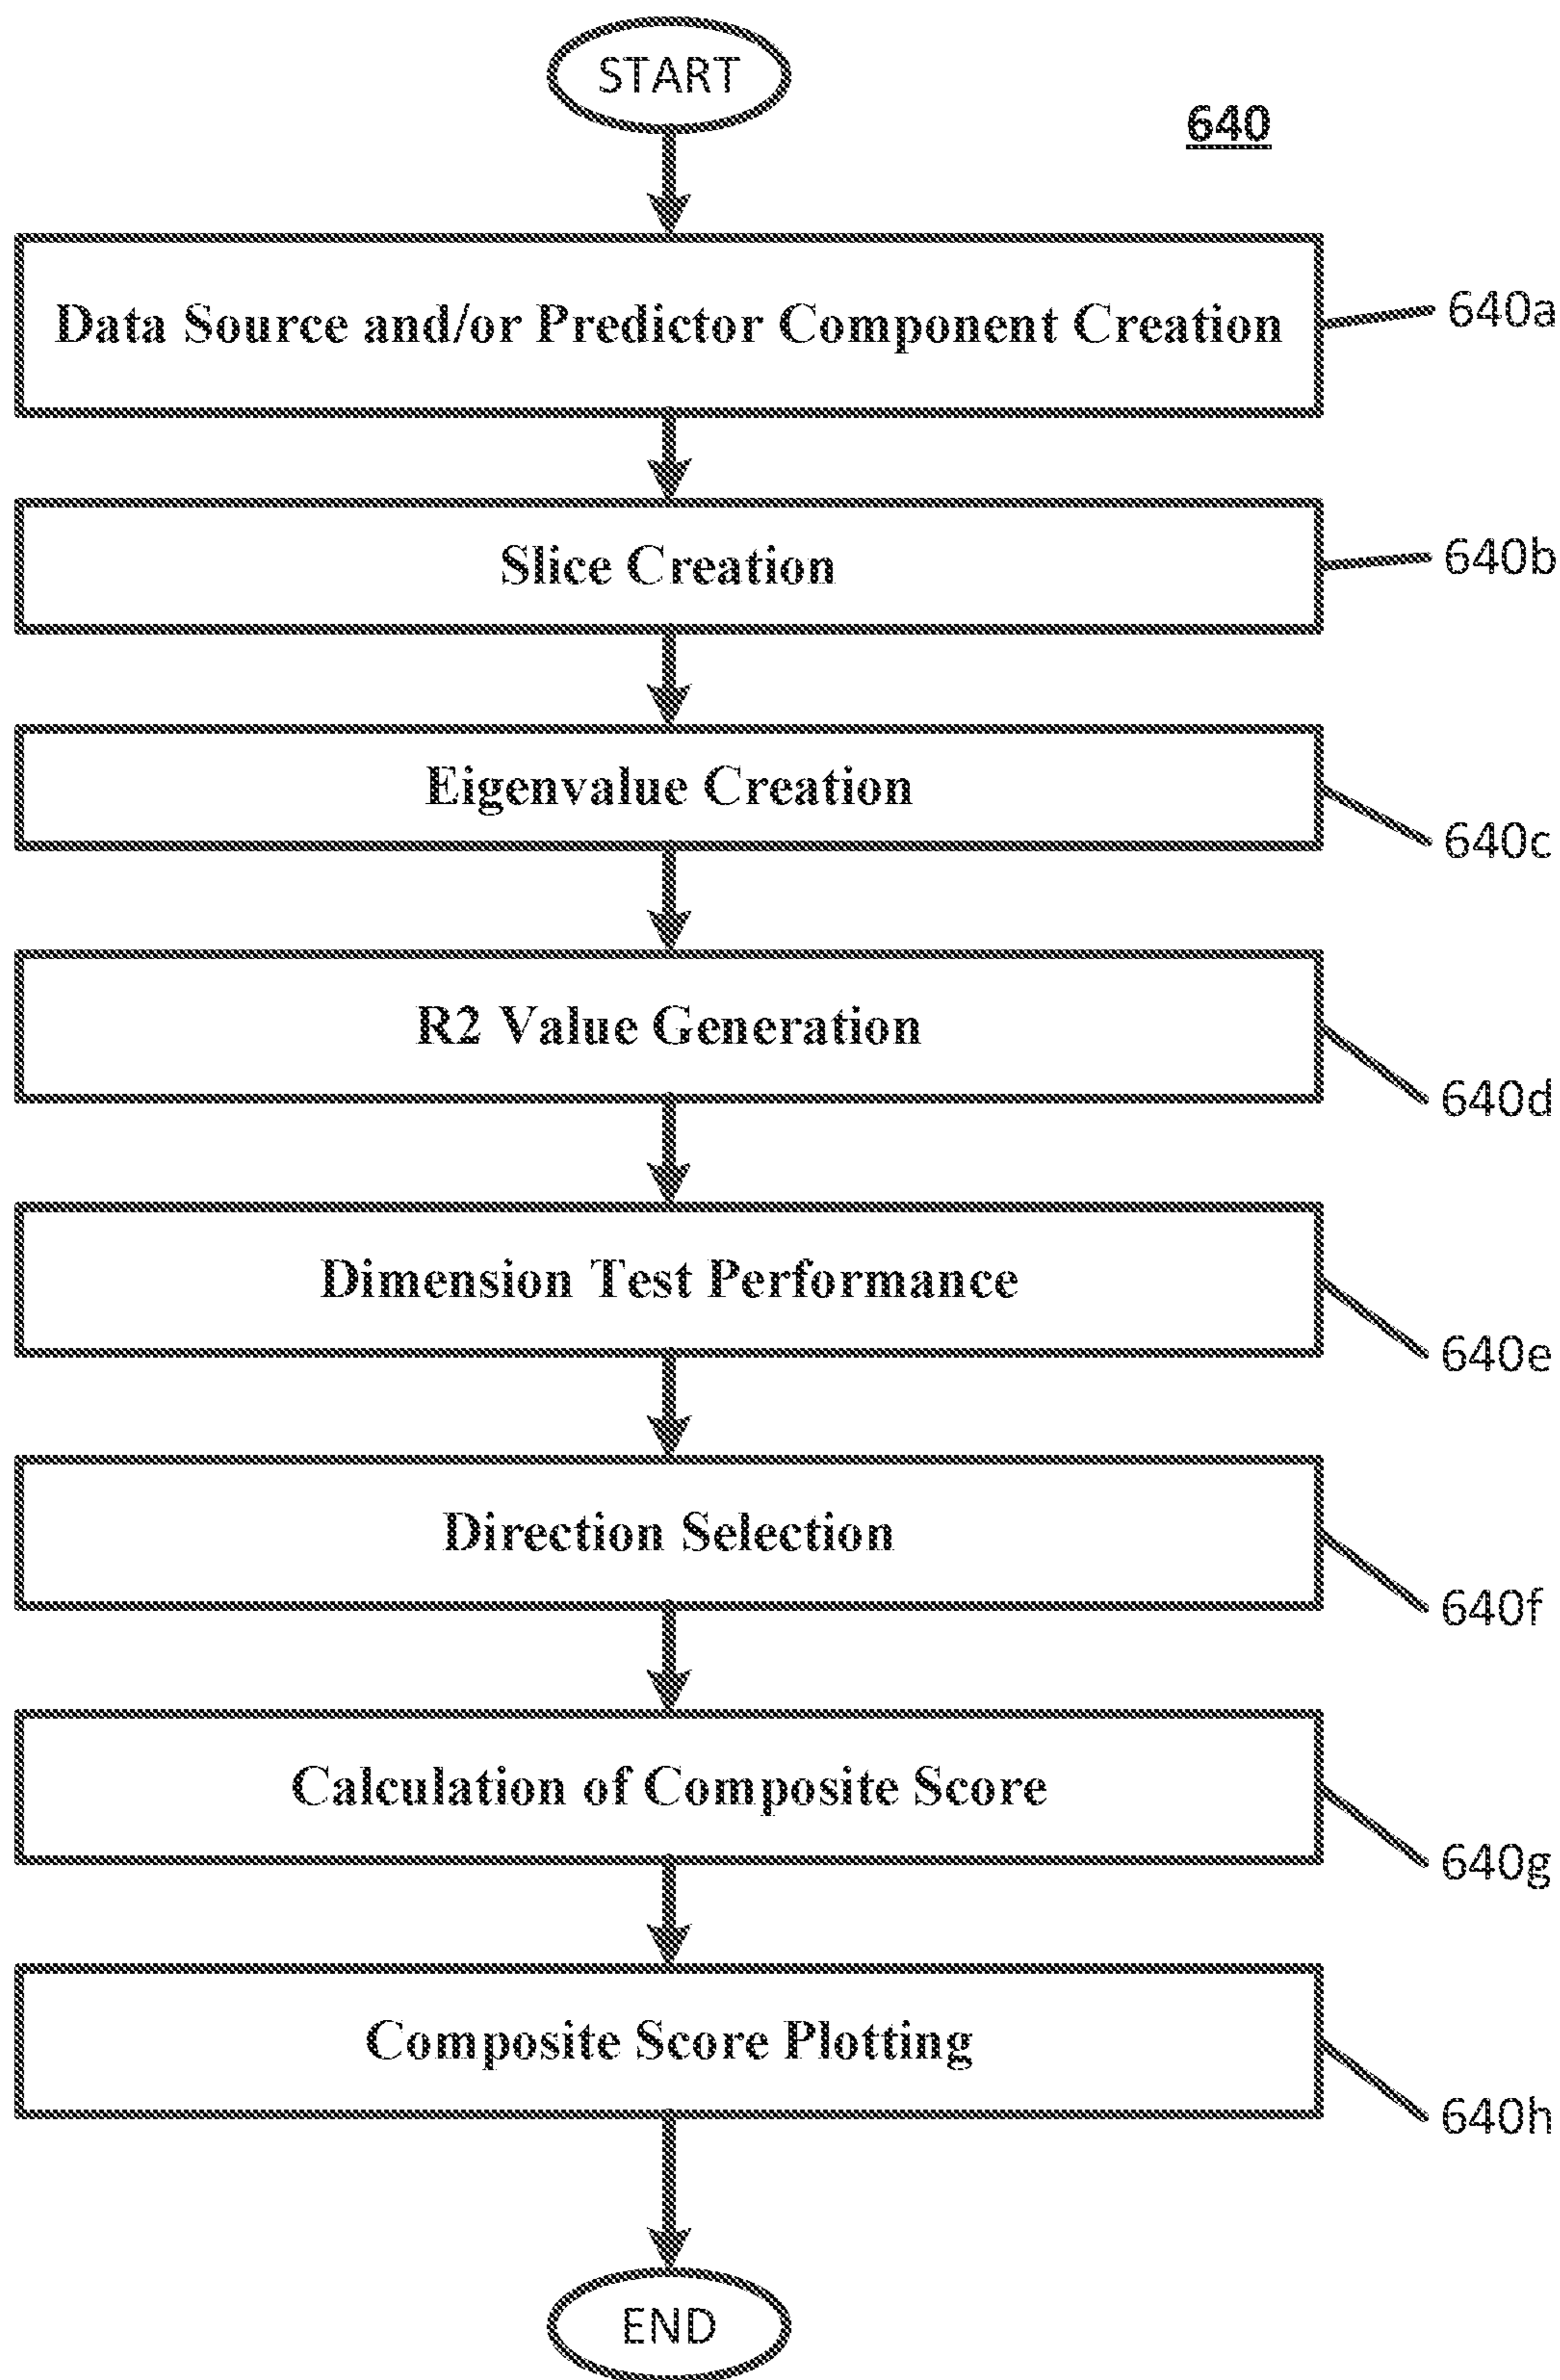 START
640
Data Source and/or Predictor Component Creation
640a
Slice Creation
640b
Eigenvalue Creation
640c
R2 Value Generation
640d
Dimension Test Performance
640e
Direction Selection
640f
Calculation of Composite Score
640g
Composite Score Plotting
640h
END